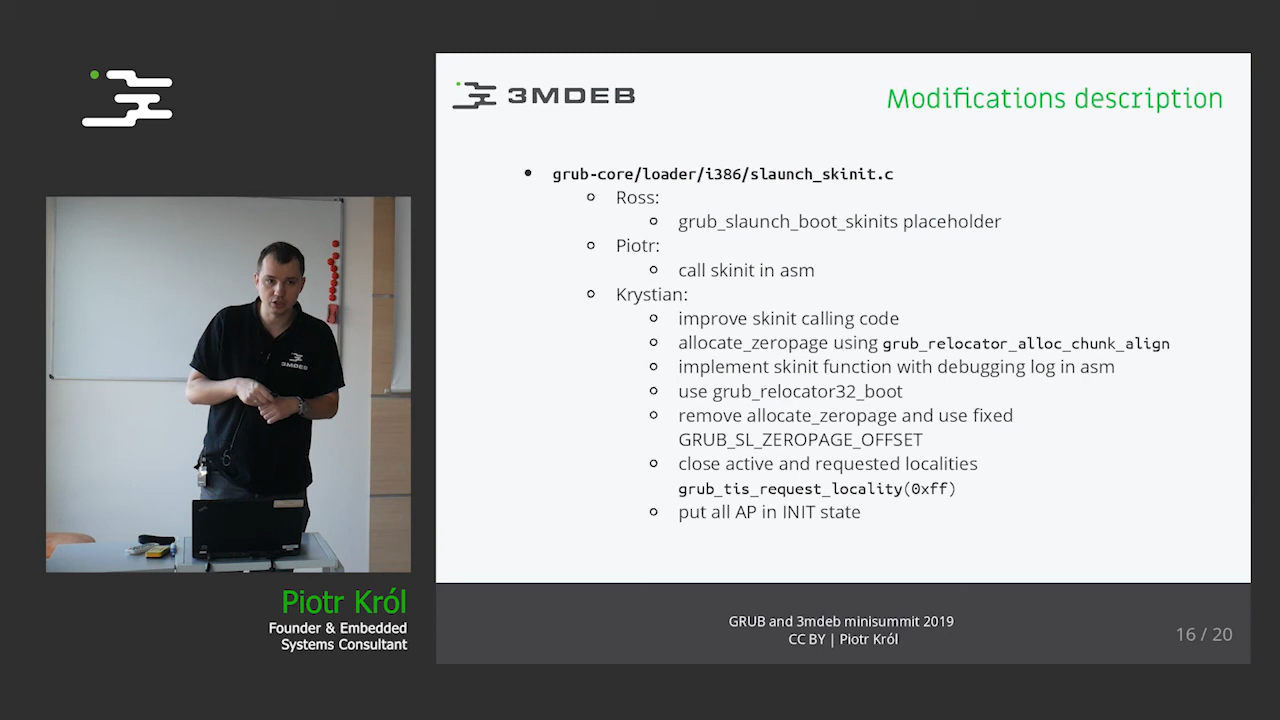 3MDEB
Modifications description
grub-core/loader/i386/slaunch_skinit.c
Ross:
grub_slaunch_boot_skinits placeholder
Piotr:
call skinit in asm
Krystian:
improve skinit calling code
allocate_zeropage using grub_relocator_alloc_chunk_align
implement skinit function with debugging log in asm
use grub_relocator32_boot
remove allocate_zeropage and use fixed
GRUB_SL_ZEROPAGE_OFFSET
close active and requested localities
grub_tis_request_locality(0xff)
put all AP in INIT state
3MDEB
Piotr Król
Founder & Embedded
Systems Consultant
GRUB and 3mdeb minisummit 2019
CC BY | Piotr Król
16 / 20